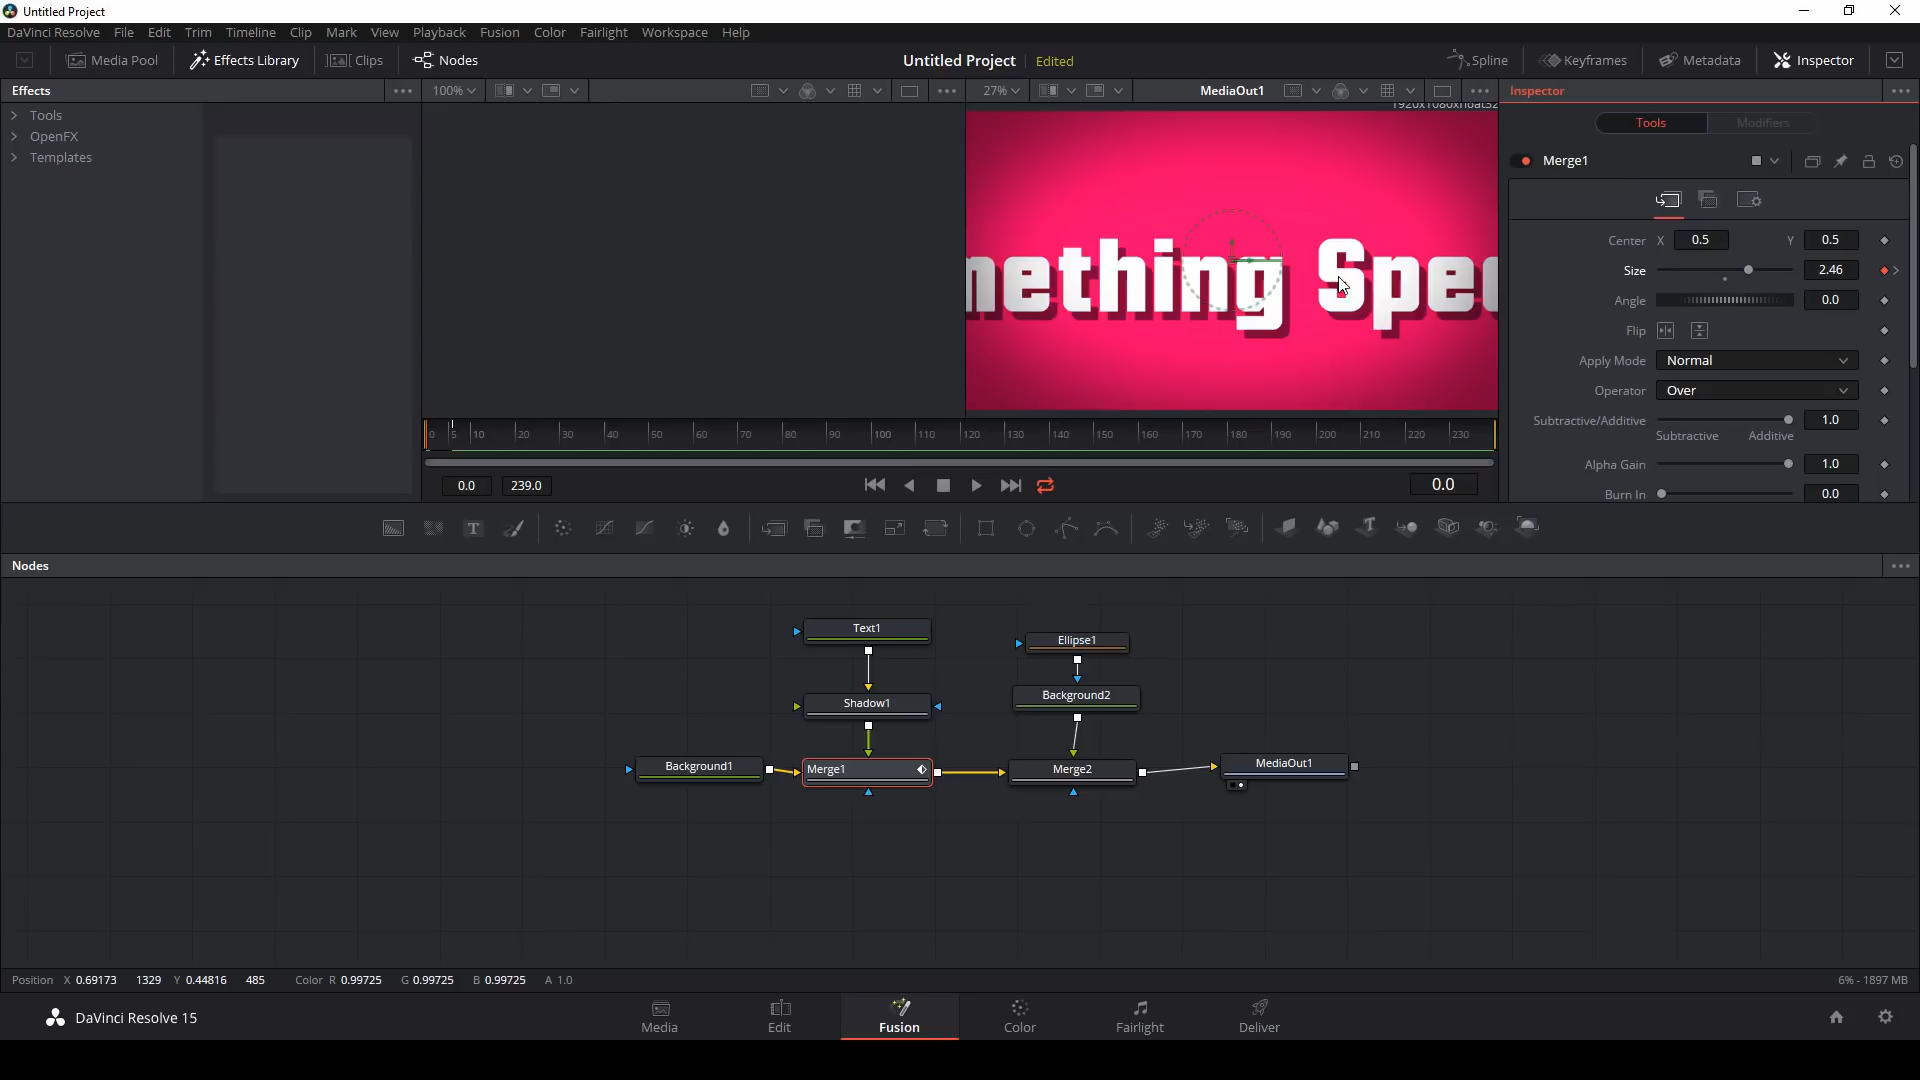 Untitled Project
DaVinci Resolve File Edit Trim Timeline Clip Mark View Playback Fusion Color Fairlight Workspace Help
Media Pool Effects Library Clips Nodes Untitled Project Edited Spline Keyframes Metadata Inspector
Effects 100% 27% MediaOut1 Inspector
1920x1080xfloat32
Tools
OpenFX
Templates
mething Spec
Tools Modifiers
Merge1
Center X 0.5 Y 0.5
Size 2.46
Angle 0.0
Flip
Apply Mode Normal
Operator Over
Subtractive/Additive 1.0
Subtractive Additive
Alpha Gain 1.0
Burn In 0.0
0 5 10 20 30 40 50 60 70 80 90 100 110 120 130 140 150 160 170 180 190 200 210 220 230
0.0 239.0 0.0
T
Nodes
Text1
Ellipse1
Shadow1
Background2
Background1
Merge1
Merge2
MediaOut1
Position X 0.69173 1329 Y 0.44816 485 Color R 0.99725 G 0.99725 B 0.99725 A 1.0 6% - 1897 MB
DaVinci Resolve 15 Media Edit Fusion Color Fairlight Deliver